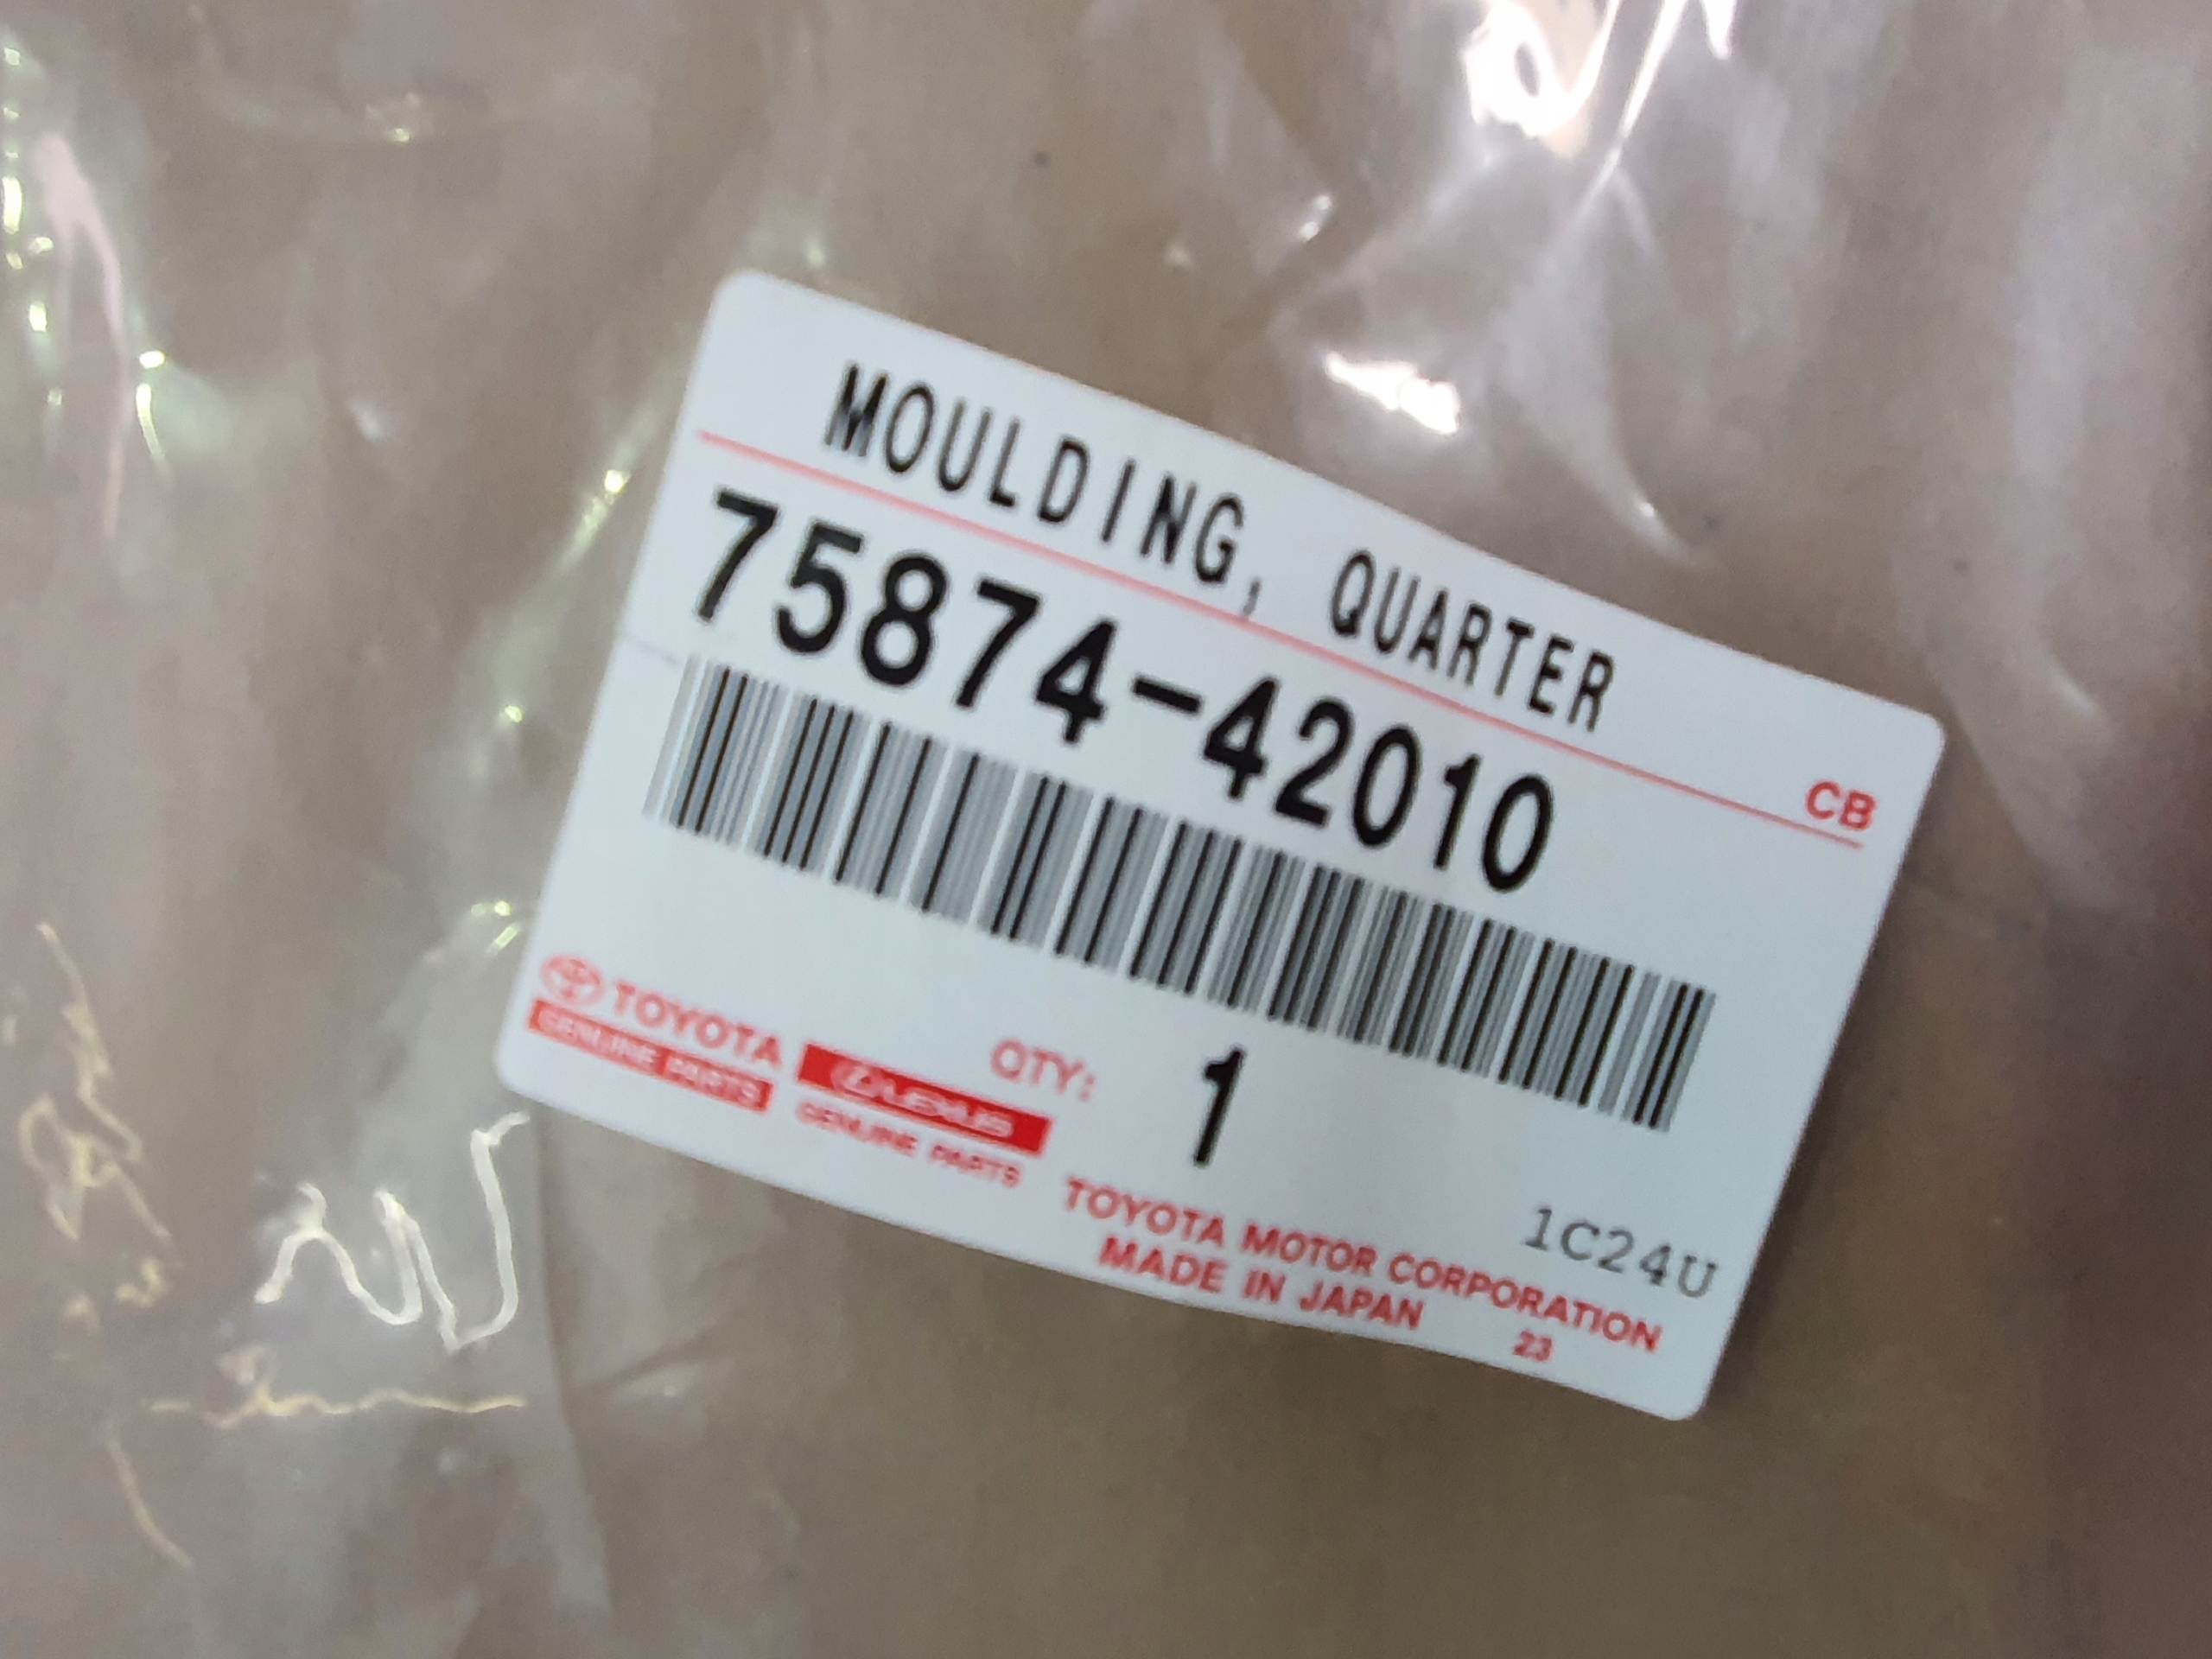 MOULDING, QUARTER
CB
75874-42010
TOYOTA
GENUINE PARTS
LEXUS
GENUINE PARTS
QTY: 1
1C24U
TOYOTA MOTOR CORPORATION
MADE IN JAPAN 23